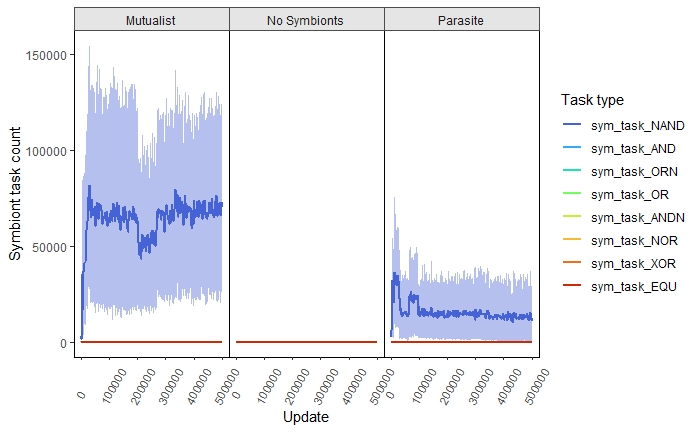 Mutualist
No Symbionts
Parasite
Symbiont task count
150000
100000
50000
0
0
100000
200000
300000
400000
500000
0
100000
200000
300000
400000
500000
0
100000
200000
300000
400000
500000
Update
Task type
sym_task_NAND
sym_task_AND
sym_task_ORN
sym_task_OR
sym_task_ANDN
sym_task_NOR
sym_task_XOR
sym_task_EQU